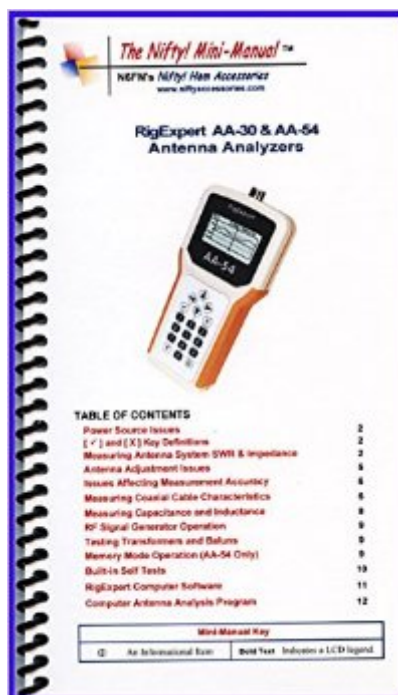 The Nifty! Mini-Manual ™
N6FM's Nifty! Ham Accessories
www.niftyaccessories.com
RigExpert AA-30 & AA-54
Antenna Analyzers
RigExpert
AA-54
TABLE OF CONTENTS
Power Source Issues 2
[ ✓ ] and [ X ] Key Definitions 2
Measuring Antenna System SWR & Impedance 2
Antenna Adjustment Issues 5
Issues Affecting Measurement Accuracy 6
Measuring Coaxial Cable Characteristics 6
Measuring Capacitance and Inductance 8
RF Signal Generator Operation 9
Testing Transformers and Baluns 9
Memory Mode Operation (AA-54 Only) 9
Built-in Self Tests 10
RigExpert Computer Software 11
Computer Antenna Analysis Program 12
Mini-Manual Key
An Informational Item Bold Text Indicates a LCD legend